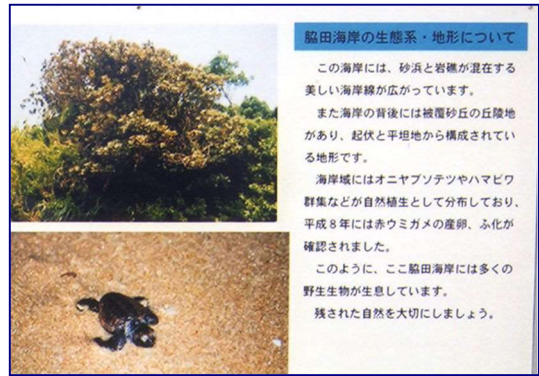 脇田海岸の生態系・地形について
この海岸には、砂浜と岩礁が混在する
美しい海岸線が広がっています。
また海岸の背後には被覆砂丘の丘陵地
があり、起伏と平坦地から構成されてい
る地形です。
海岸域にはオニヤブソテツやハマビワ
群集などが自然植生として分布しており、
平成８年には赤ウミガメの産卵、ふ化が
確認されました。
このように、ここ脇田海岸には多くの
野生生物が生息しています。
残された自然を大切にしましょう。